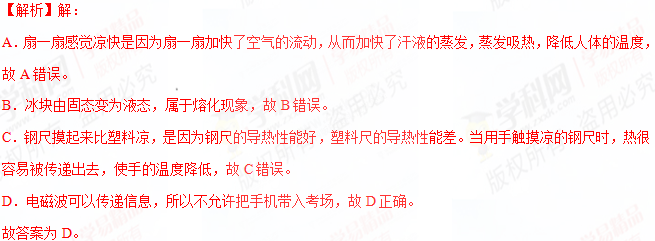 【解析】解：
A．扇一扇感觉凉快是因为扇一扇加快了空气的流动，从而加快了汗液的蒸发，蒸发吸热，降低人体的温度，
故 A 错误。
B．冰块由固态变为液态，属于熔化现象，故 B 错误。
C．钢尺摸起来比塑料凉，是因为钢尺的导热性能好，塑料尺的导热性能差。当用手触摸凉的钢尺时，热很
容易被传递出去，使手的温度降低，故 C 错误。
D．电磁波可以传递信息，所以不允许把手机带入考场，故 D 正确。
故答案为 D。